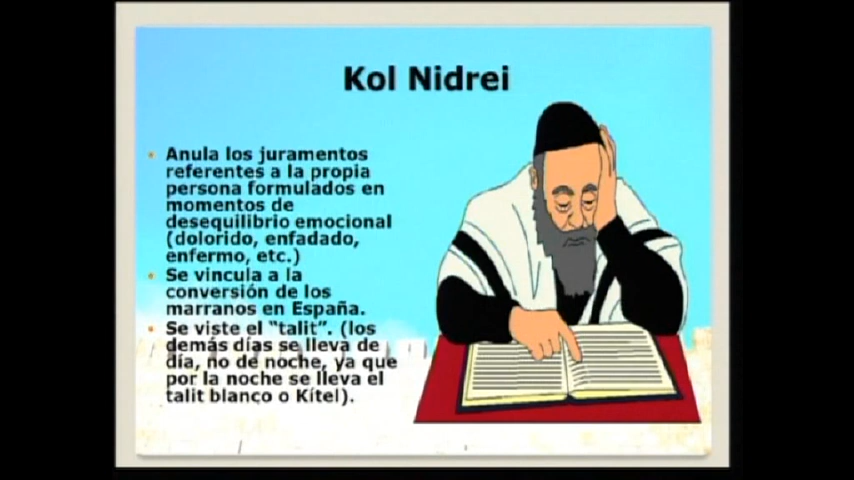 Kol Nidrei
• Anula los juramentos
referentes a la propia
persona formulados en
momentos de
desequilibrio emocional
(dolorido, enfadado,
enfermo, etc.)
• Se vincula a la
conversión de los
marranos en España.
• Se viste el “talit”. (los
demás días se lleva de
día, no de noche, ya que
por la noche se lleva el
talit blanco o Kítel).